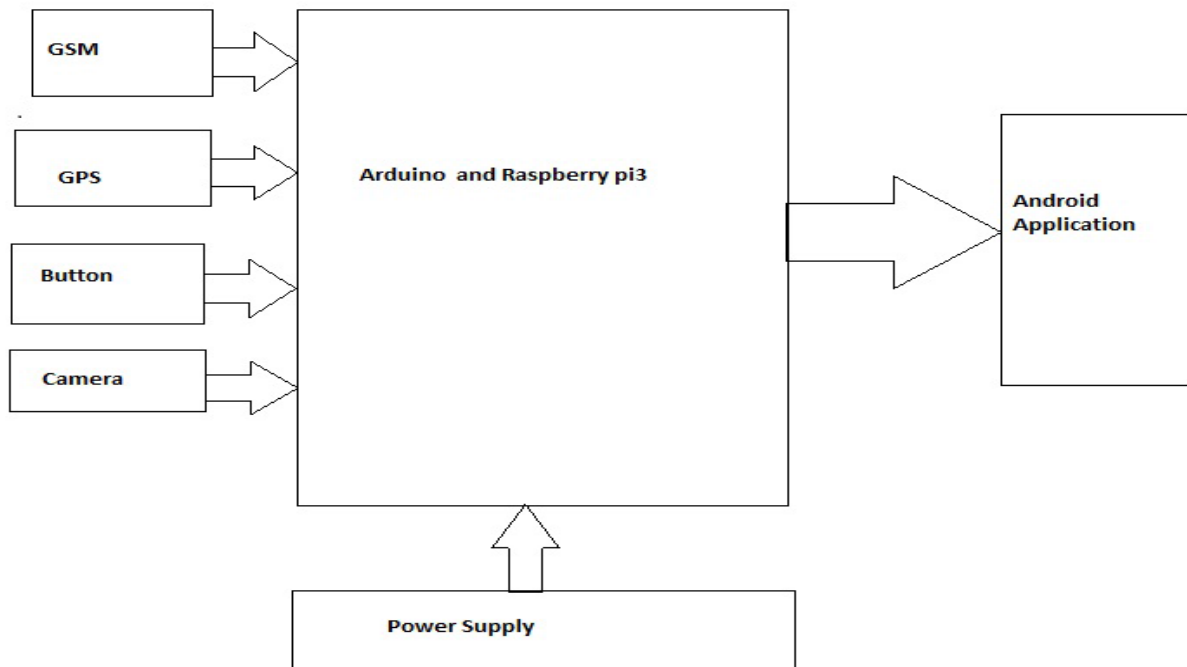 GSM
GPS
Button
Camera
Arduino and Raspberry pi3
Android
Application
Power Supply